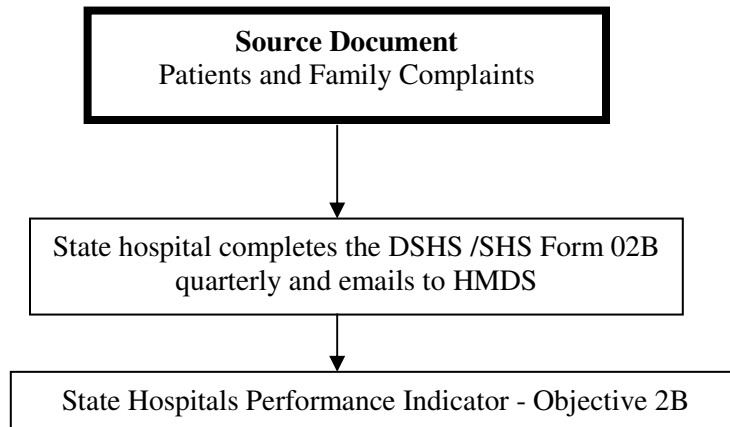 Source Document
Patients and Family Complaints
State hospital completes the DSHS /SHS Form 02B
quarterly and emails to HMDS
State Hospitals Performance Indicator - Objective 2B